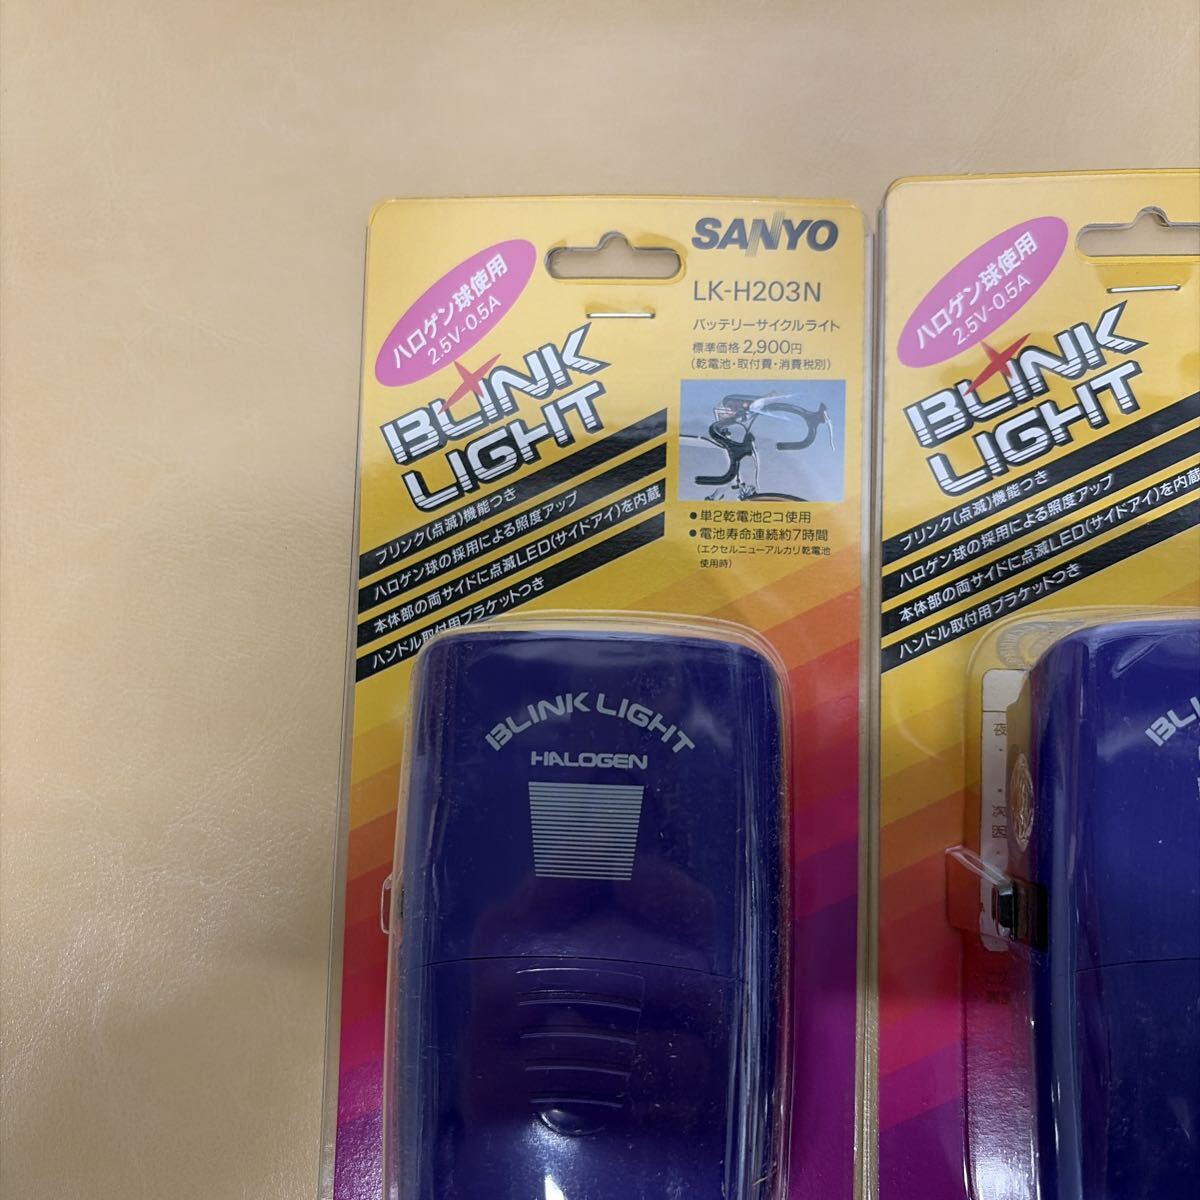 SANYO
LK-H203N
バッテリーサイクルライト
標準価格2,900円
(乾電池・取付費・消費税別)
ハロゲン球使用
2.5V-0.5A
BLINK
LIGHT
ブリンク(点滅)機能つき
ハロゲン球の採用による照度アップ
本体部の両サイドに点滅LED(サイドアイ)を内蔵
ハンドル取付用ブラケットつき
●単2乾電池2コ使用
●電池寿命連続約7時間
(エクセルニューアルカリ乾電池
使用時)
BLINK LIGHT
HALOGEN
ハロゲン球使用
2.5V-0.5A
BLINK
LIGHT
ブリンク(点滅)機能つき
ハロゲン球の採用による照度アップ
本体部の両サイドに点滅LED(サイドアイ)を内蔵
ハンドル取付用ブラケットつき